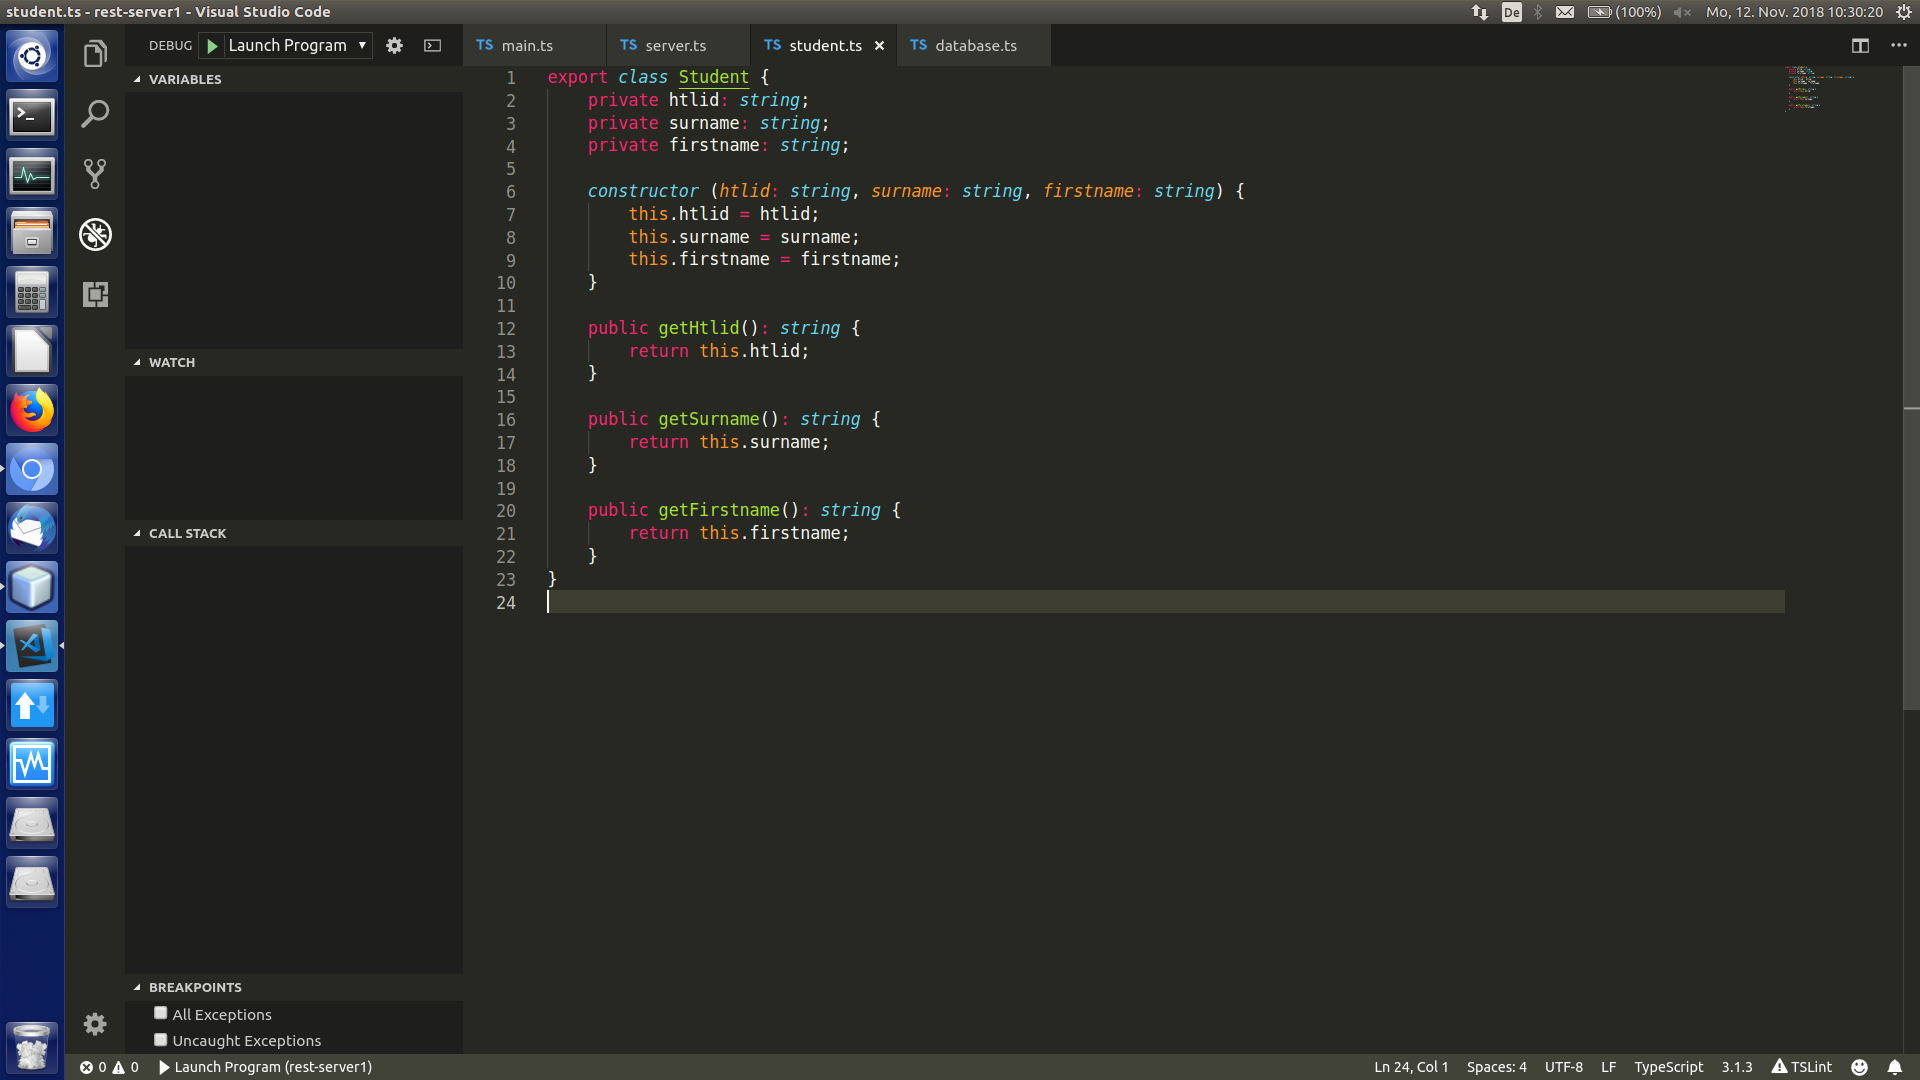 student.ts - rest-server1 - Visual Studio Code
De (100%) Mo, 12. Nov. 2018 10:30:20
DEBUG Launch Program
TS main.ts TS server.ts TS student.ts × TS database.ts
VARIABLES
WATCH
CALL STACK
BREAKPOINTS
All Exceptions
Uncaught Exceptions
1 export class Student {
2     private htlid: string;
3     private surname: string;
4     private firstname: string;
5
6     constructor (htlid: string, surname: string, firstname: string) {
7         this.htlid = htlid;
8         this.surname = surname;
9         this.firstname = firstname;
10     }
11
12     public getHtlid(): string {
13         return this.htlid;
14     }
15
16     public getSurname(): string {
17         return this.surname;
18     }
19
20     public getFirstname(): string {
21         return this.firstname;
22     }
23 }
24
0 0 Launch Program (rest-server1) Ln 24, Col 1 Spaces: 4 UTF-8 LF TypeScript 3.1.3 TSLint